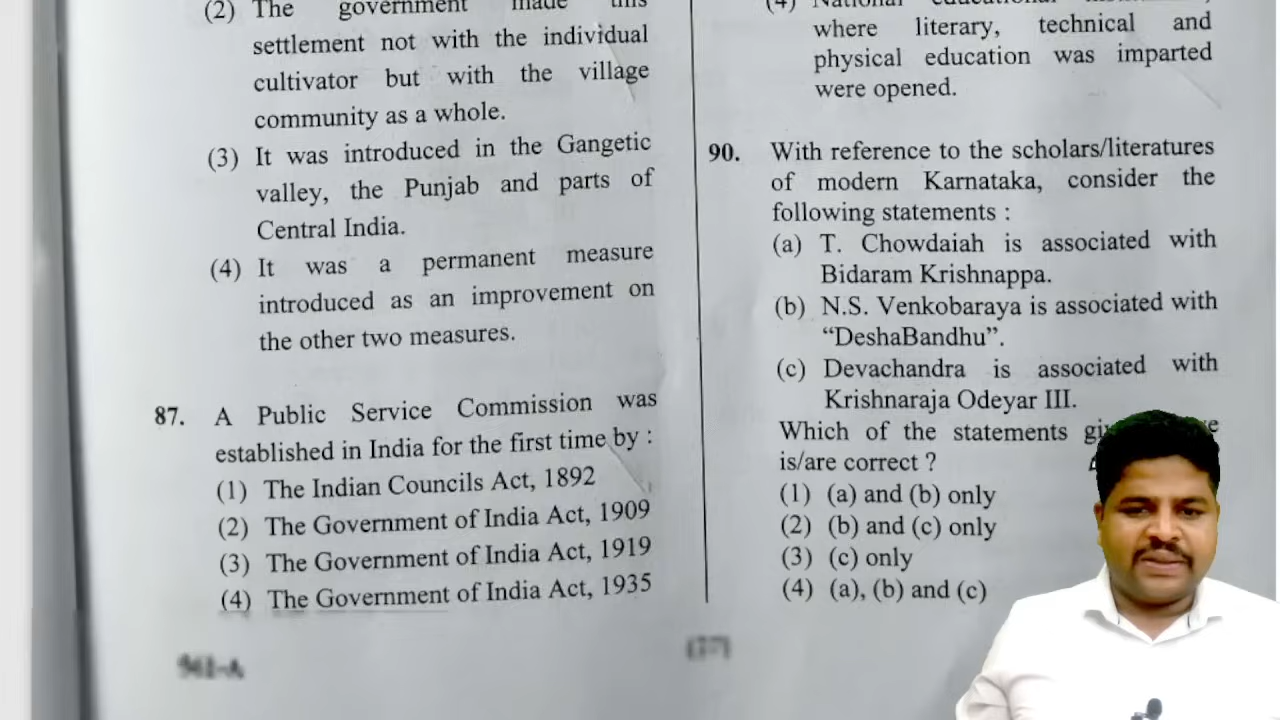 (2) The government made this
settlement not with the individual
cultivator but with the village
community as a whole.
(3) It was introduced in the Gangetic
valley, the Punjab and parts of
Central India.
(4) It was a permanent measure
introduced as an improvement on
the other two measures.
87. A Public Service Commission was
established in India for the first time by :
(1) The Indian Councils Act, 1892
(2) The Government of India Act, 1909
(3) The Government of India Act, 1919
(4) The Government of India Act, 1935
(4) National educational
where literary, technical and
physical education was imparted
were opened.
90. With reference to the scholars/literatures
of modern Karnataka, consider the
following statements :
(a) T. Chowdaiah is associated with
Bidaram Krishnappa.
(b) N.S. Venkobaraya is associated with
“DeshaBandhu”.
(c) Devachandra is associated with
Krishnaraja Odeyar III.
Which of the statements
is/are correct ?
(1) (a) and (b) only
(2) (b) and (c) only
(3) (c) only
(4) (a), (b) and (c)